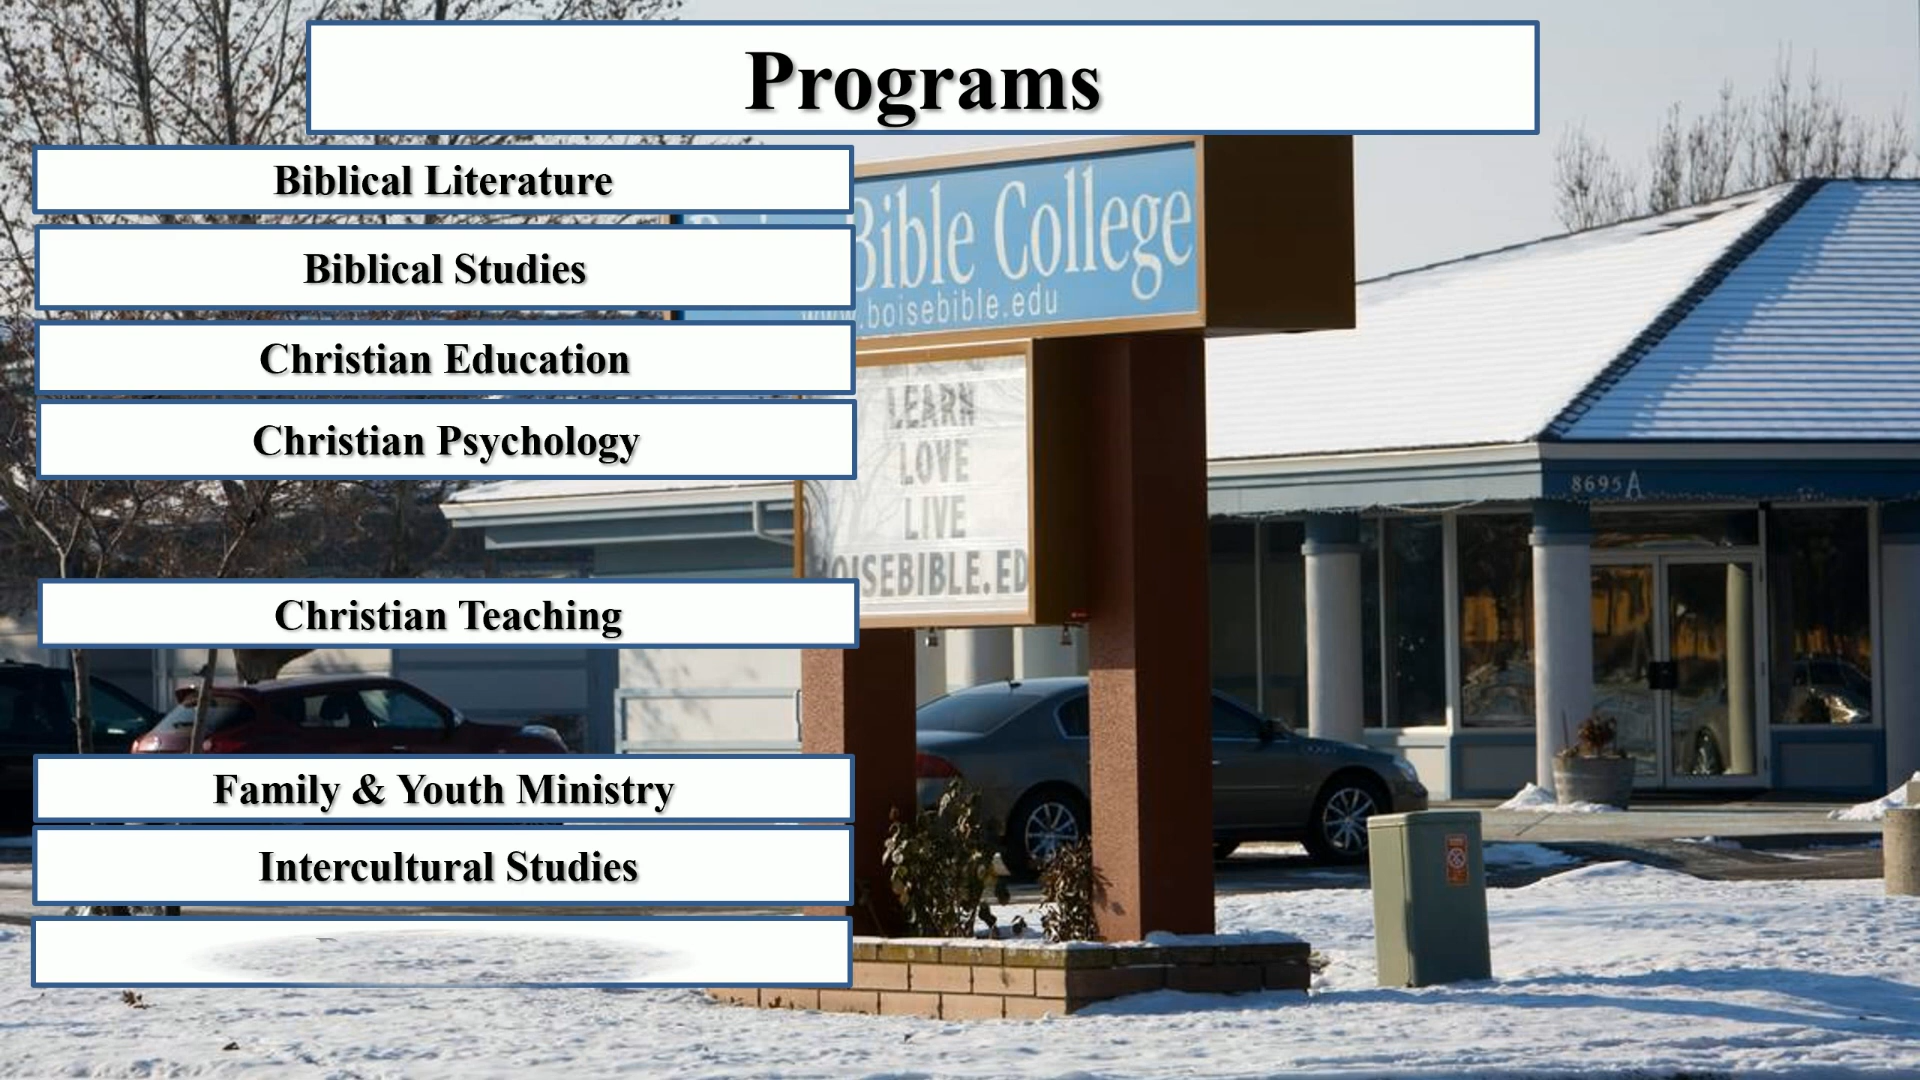 Programs
Biblical Literature
Biblical Studies
Christian Education
Christian Psychology
Christian Teaching
Family & Youth Ministry
Intercultural Studies
Bible College
.boisebible.edu
LEARN
LOVE
LIVE
OISEBIBLE.ED
8695 A